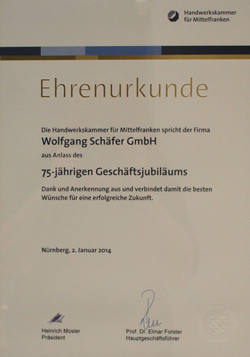 Handwerkskammer
für Mittelfranken
Ehrenurkunde
Die Handwerkskammer für Mittelfranken spricht der Firma
Wolfgang Schäfer GmbH
aus Anlass des
75-jährigen Geschäftsjubiläums
Dank und Anerkennung aus und verbindet damit die besten
Wünsche für eine erfolgreiche Zukunft.
Nürnberg, 2. Januar 2014
Heinrich Mosler
Präsident
Prof. Dr. Elmar Forster
Hauptgeschäftsführer